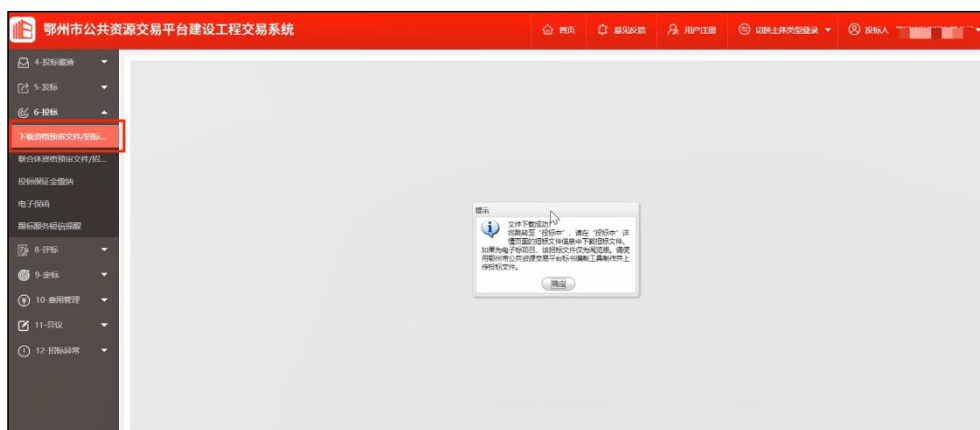 鄂州市公共资源交易平台建设工程交易系统
首页
意见反馈
用户注册
切换主体类型登录
投标人
4-投标邀请
5-发标
6-投标
下载资格预审文件/招标...
联合体资格预审文件/招...
投标保证金缴纳
电子保函
跟标服务短信提醒
8-评标
9-定标
10-费用管理
11-异议
12-招标异常
提示
文件下载成功!
将跳转至“投标中”,请在“投标中”详
情页面的招标文件信息中下载招标文件。
如果为电子标项目,该招标文件仅为阅览版。请使
用鄂州市公共资源交易平台标书编制工具制作并上
传投标文件。
确定